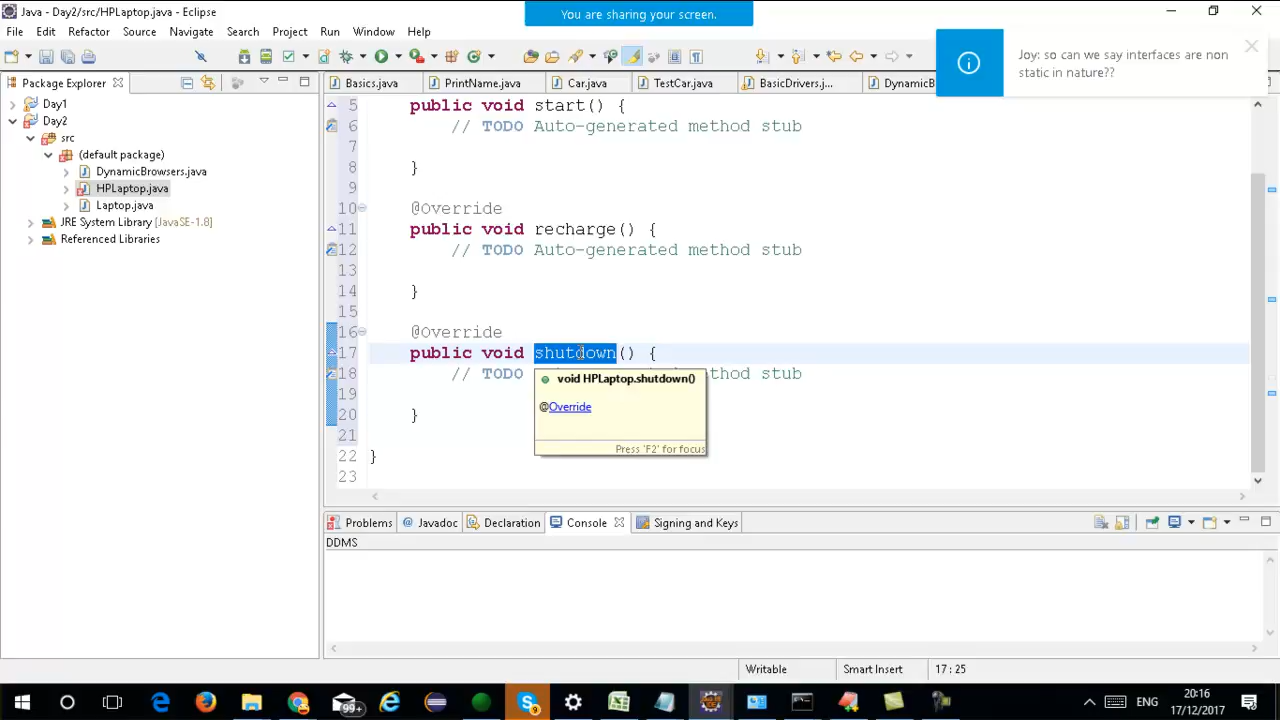 Java - Day2/src/HPLaptop.java - Eclipse
You are sharing your screen.
File Edit Refactor Source Navigate Search Project Run Window Help
Joy: so can we say interfaces are non
static in nature??
Package Explorer
Basics.java PrintName.java Car.java TestCar.java BasicDrivers.j... DynamicB
Day1
Day2
src
(default package)
DynamicBrowsers.java
HPLaptop.java
Laptop.java
JRE System Library [JavaSE-1.8]
Referenced Libraries
5 public void start() {
6 // TODO Auto-generated method stub
7
8 }
9
10 @Override
11 public void recharge() {
12 // TODO Auto-generated method stub
13
14 }
15
16 @Override
17 public void shutdown() {
18 // TODO thod stub
void HPLaptop.shutdown()
19
@Override
20 }
21
Press 'F2' for focus
22 }
23
Problems @ Javadoc Declaration Console Signing and Keys
DDMS
Writable Smart Insert 17 : 25
99+
S
9
ENG
20:16
17/12/2017